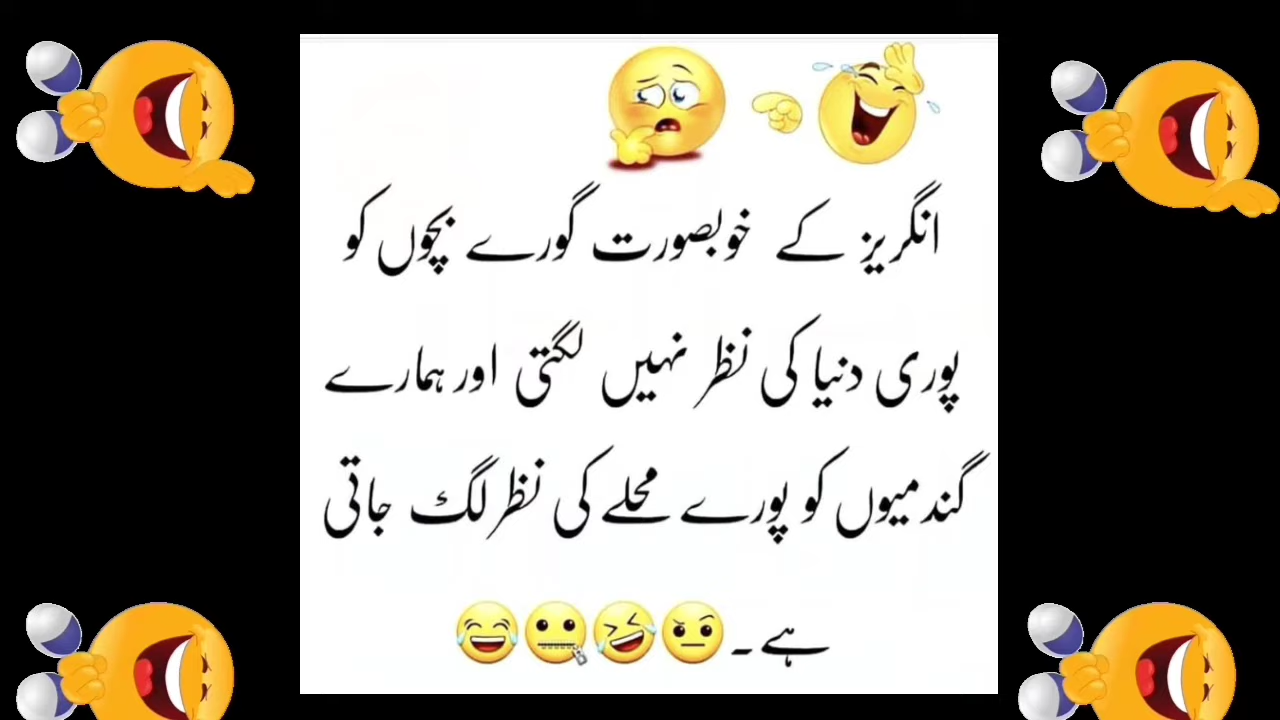 انگریز کے خوبصورت گورے بچوں کو
پوری دنیا کی نظر نہیں لگتی اور ہمارے
گندمیوں کو پورے محلے کی نظر لگ جاتی
ہے۔